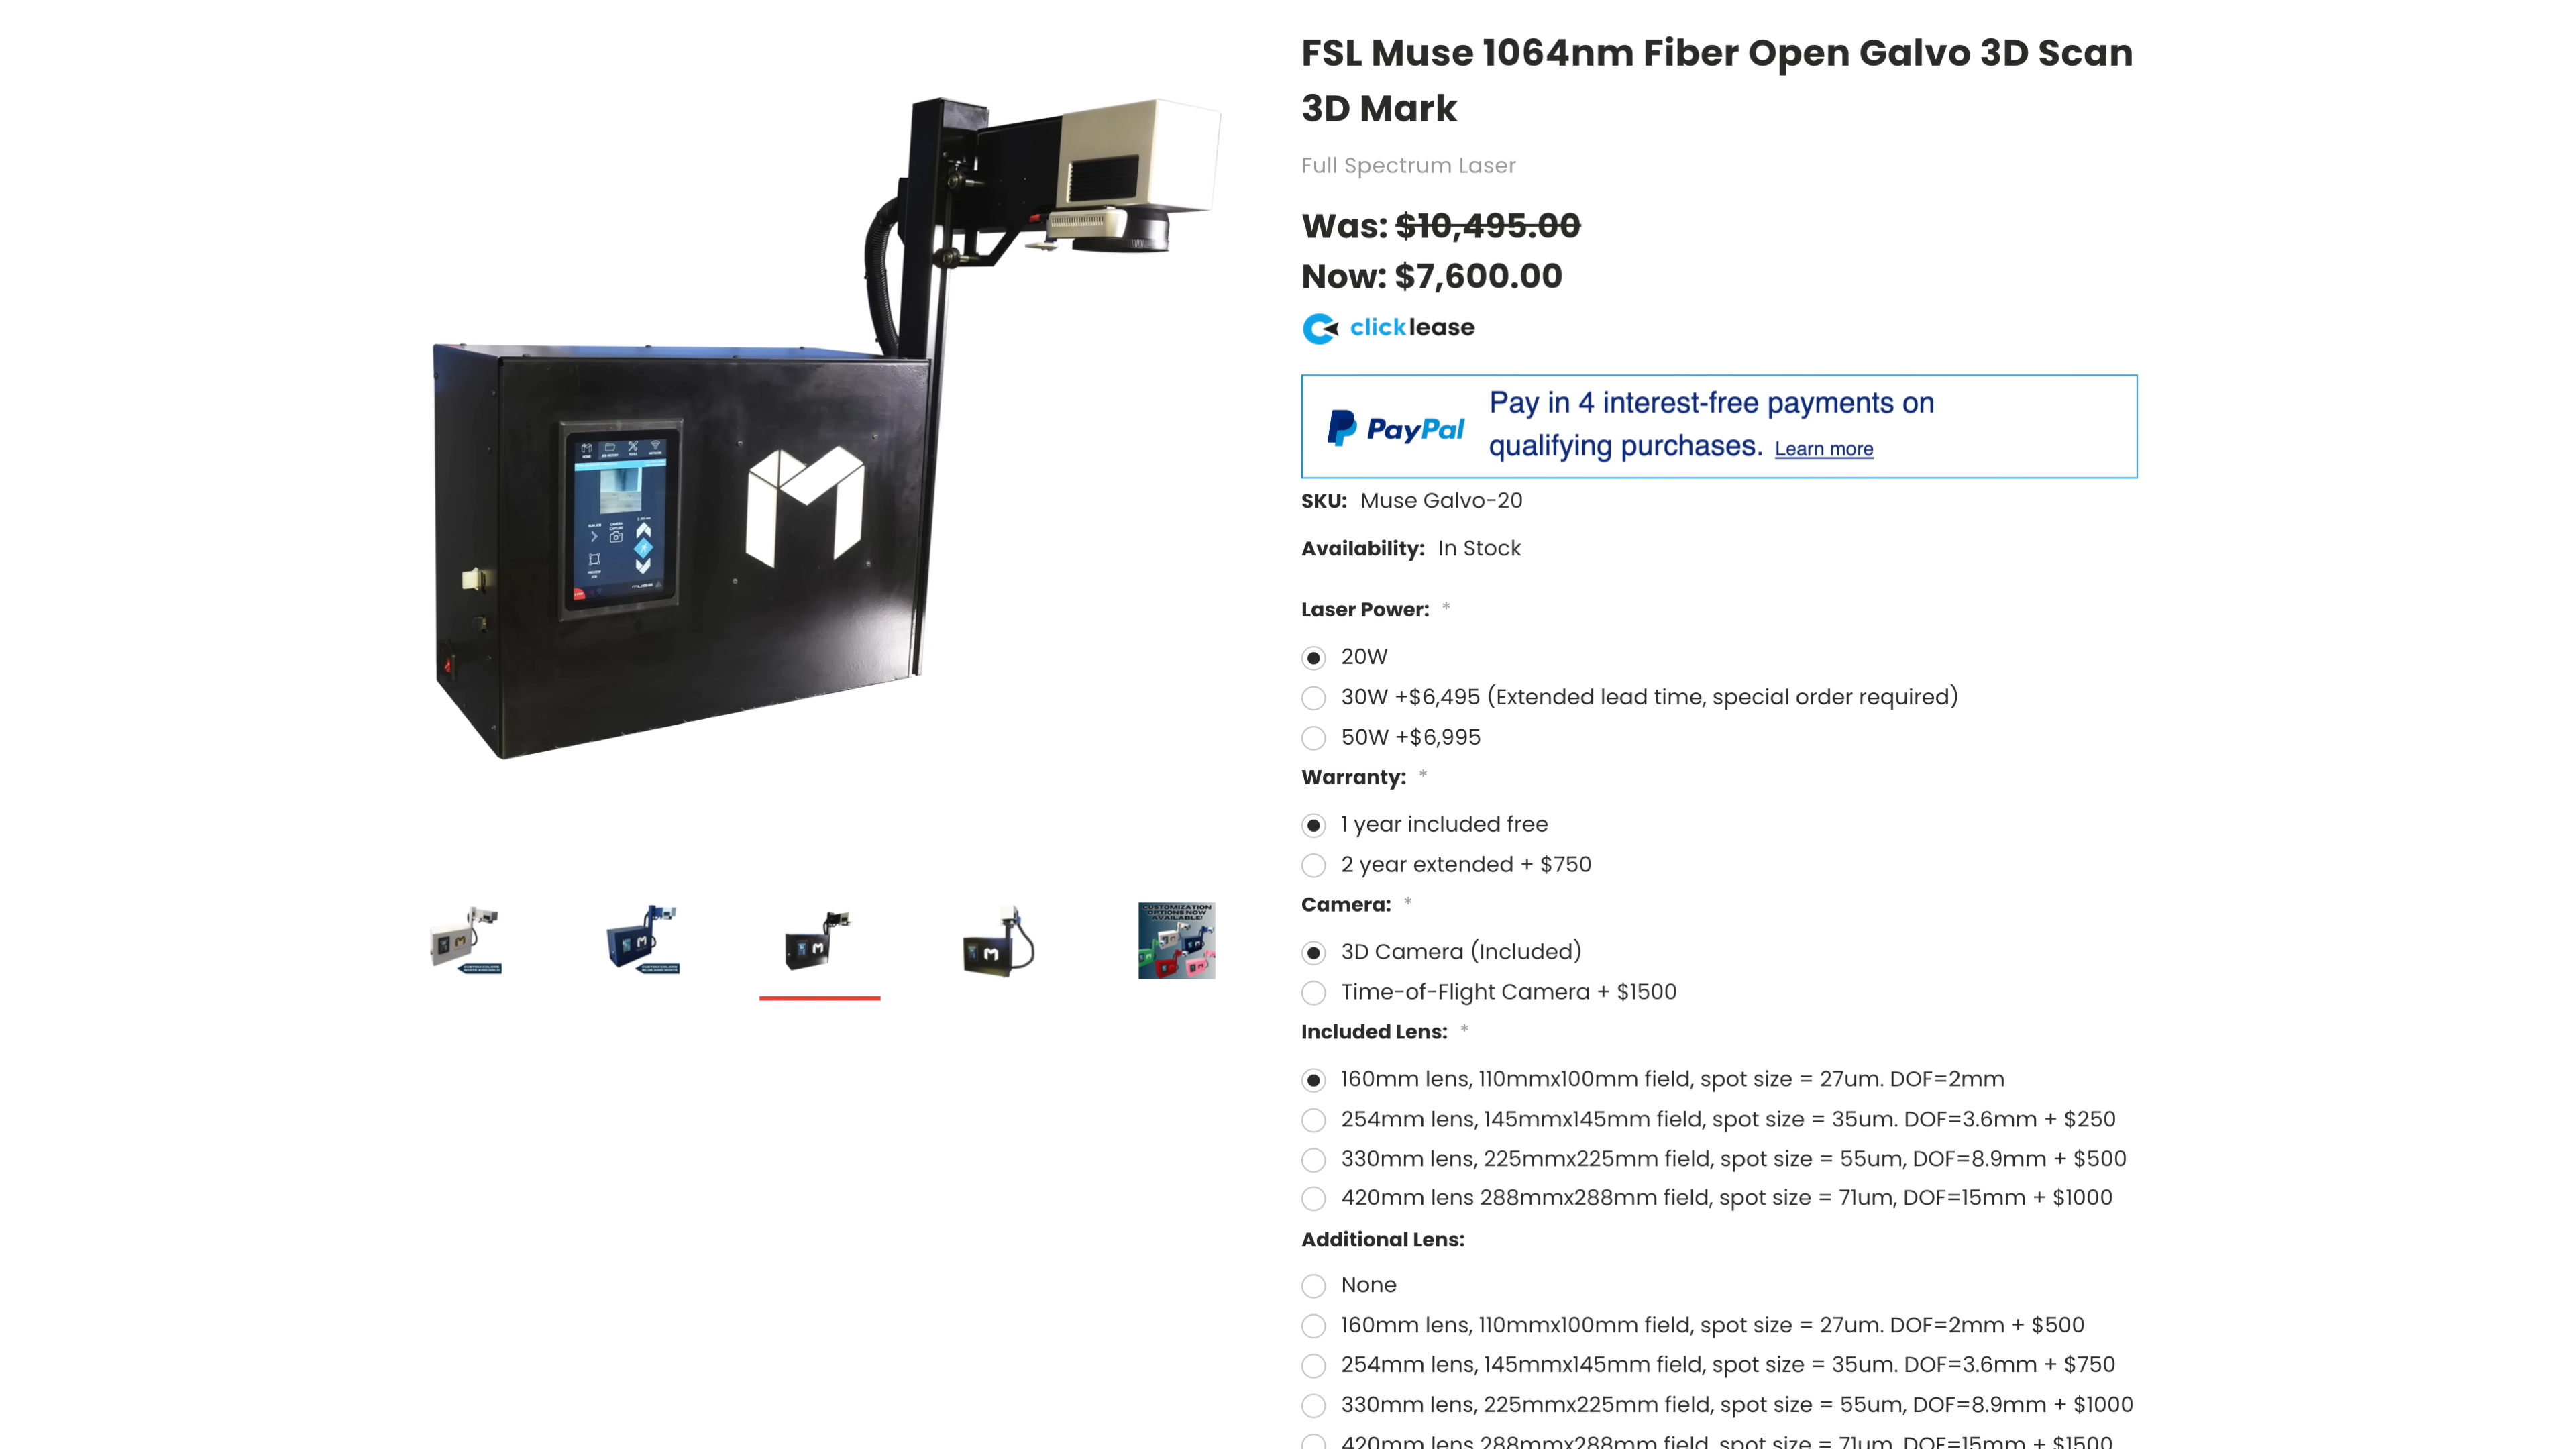 FSL Muse 1064nm Fiber Open Galvo 3D Scan
3D Mark
Full Spectrum Laser
Was: $10,495.00
Now: $7,600.00
clicklease
PayPal
Pay in 4 interest-free payments on
qualifying purchases. Learn more
SKU: Muse Galvo-20
Availability: In Stock
Laser Power: *
20W
30W +$6,495 (Extended lead time, special order required)
50W +$6,995
Warranty: *
1 year included free
2 year extended + $750
Camera: *
3D Camera (Included)
Time-of-Flight Camera + $1500
Included Lens: *
160mm lens, 110mmx100mm field, spot size = 27um. DOF=2mm
254mm lens, 145mmx145mm field, spot size = 35um. DOF=3.6mm + $250
330mm lens, 225mmx225mm field, spot size = 55um, DOF=8.9mm + $500
420mm lens 288mmx288mm field, spot size = 71um, DOF=15mm + $1000
Additional Lens:
None
160mm lens, 110mmx100mm field, spot size = 27um. DOF=2mm + $500
254mm lens, 145mmx145mm field, spot size = 35um. DOF=3.6mm + $750
330mm lens, 225mmx225mm field, spot size = 55um, DOF=8.9mm + $1000
420mm lens 288mmx288mm field, spot size = 71um, DOF=15mm + $1500
M
CUSTOMIZATION
OPTIONS NOW
AVAILABLE!